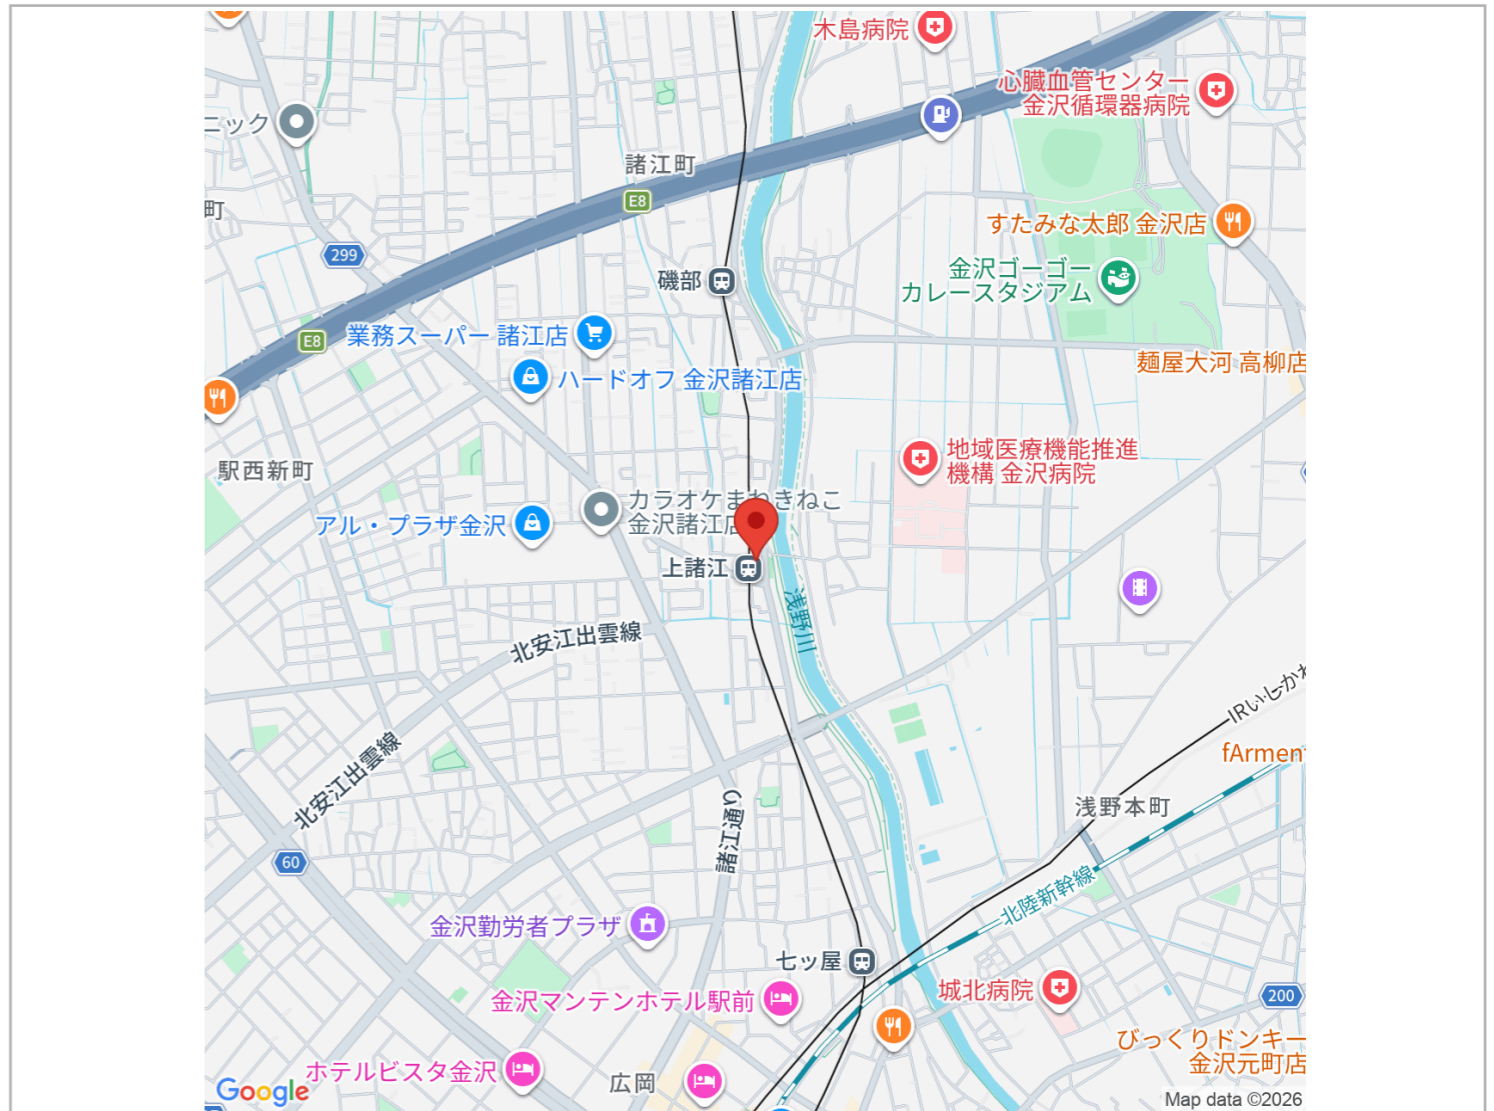 木島病院
心臓血管センター
金沢循環器病院
ニック
諸江町
E8
町
すたみな太郎 金沢店
299
金沢ゴーゴー
カレースタジアム
磯部
業務スーパー 諸江店
E8
麺屋大河 高柳店
ハードオフ 金沢諸江店
地域医療機能推進
機構 金沢病院
駅西新町
カラオケまねきねこ
金沢諸江店
アル・プラザ金沢
上諸江
浅野川
北安江出雲線
IRいしかわ
北安江出雲線
fArmen
諸江通り
浅野本町
60
北陸新幹線
金沢勤労者プラザ
七ッ屋
城北病院
金沢マンテンホテル駅前
200
びっくりドンキー
金沢元町店
ホテルビスタ金沢
広岡
Google
Map data ©2026